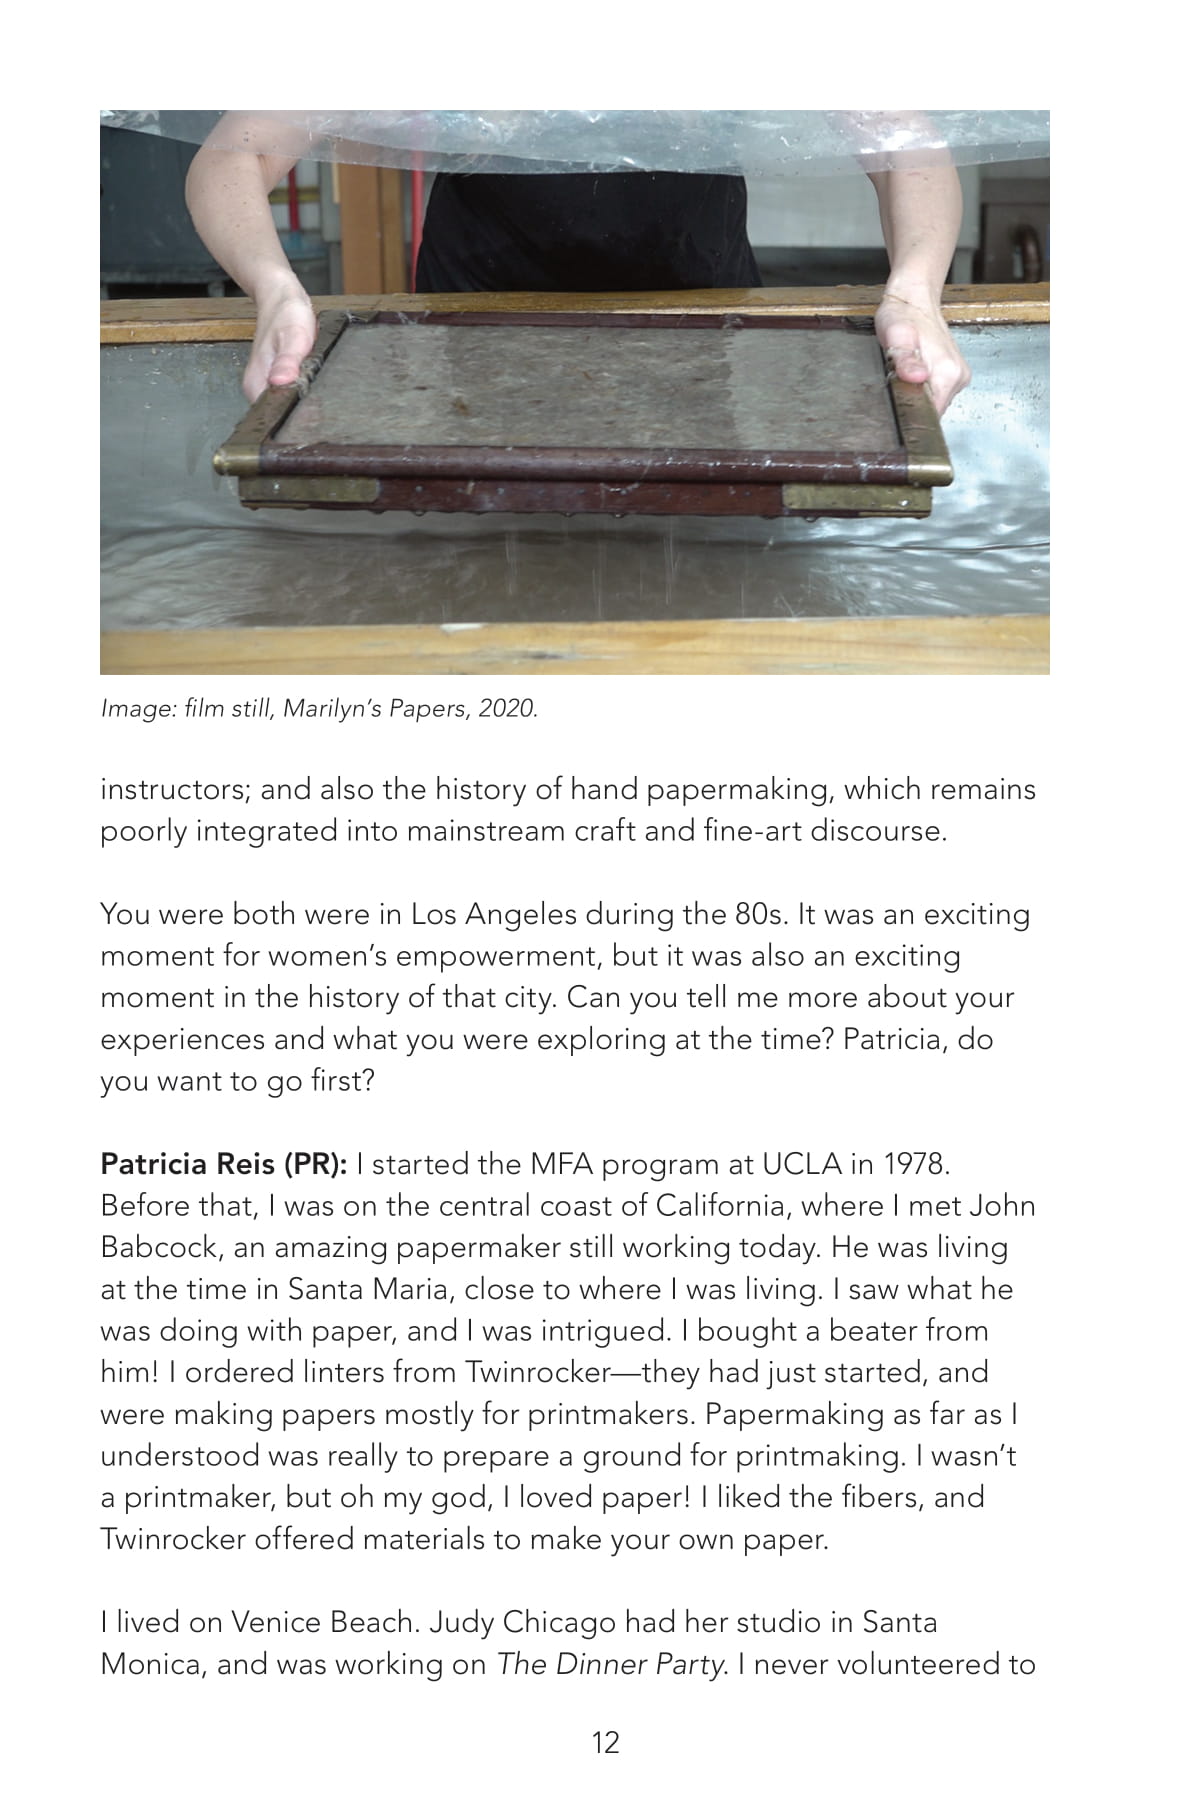 Image: film still, Marilyn’s Papers, 2020.
instructors; and also the history of hand papermaking, which remains
poorly integrated into mainstream craft and fine-art discourse.
You were both were in Los Angeles during the 80s. It was an exciting
moment for women’s empowerment, but it was also an exciting
moment in the history of that city. Can you tell me more about your
experiences and what you were exploring at the time? Patricia, do
you want to go first?
Patricia Reis (PR): I started the MFA program at UCLA in 1978.
Before that, I was on the central coast of California, where I met John
Babcock, an amazing papermaker still working today. He was living
at the time in Santa Maria, close to where I was living. I saw what he
was doing with paper, and I was intrigued. I bought a beater from
him! I ordered linters from Twinrocker—they had just started, and
were making papers mostly for printmakers. Papermaking as far as I
understood was really to prepare a ground for printmaking. I wasn’t
a printmaker, but oh my god, I loved paper! I liked the fibers, and
Twinrocker offered materials to make your own paper.
I lived on Venice Beach. Judy Chicago had her studio in Santa
Monica, and was working on The Dinner Party. I never volunteered to
12